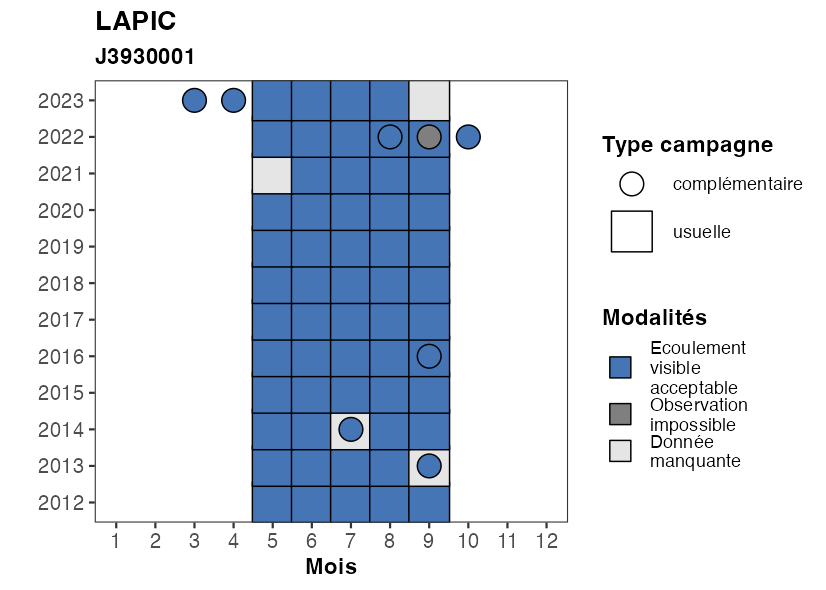 LAPIC
J3930001
2023
2022
2021
2020
2019
2018
2017
2016
2015
2014
2013
2012
1 2 3 4 5 6 7 8 9 10 11 12
Mois
Type campagne
complémentaire
usuelle
Modalités
Ecoulement
visible
acceptable
Observation
impossible
Donnée
manquante